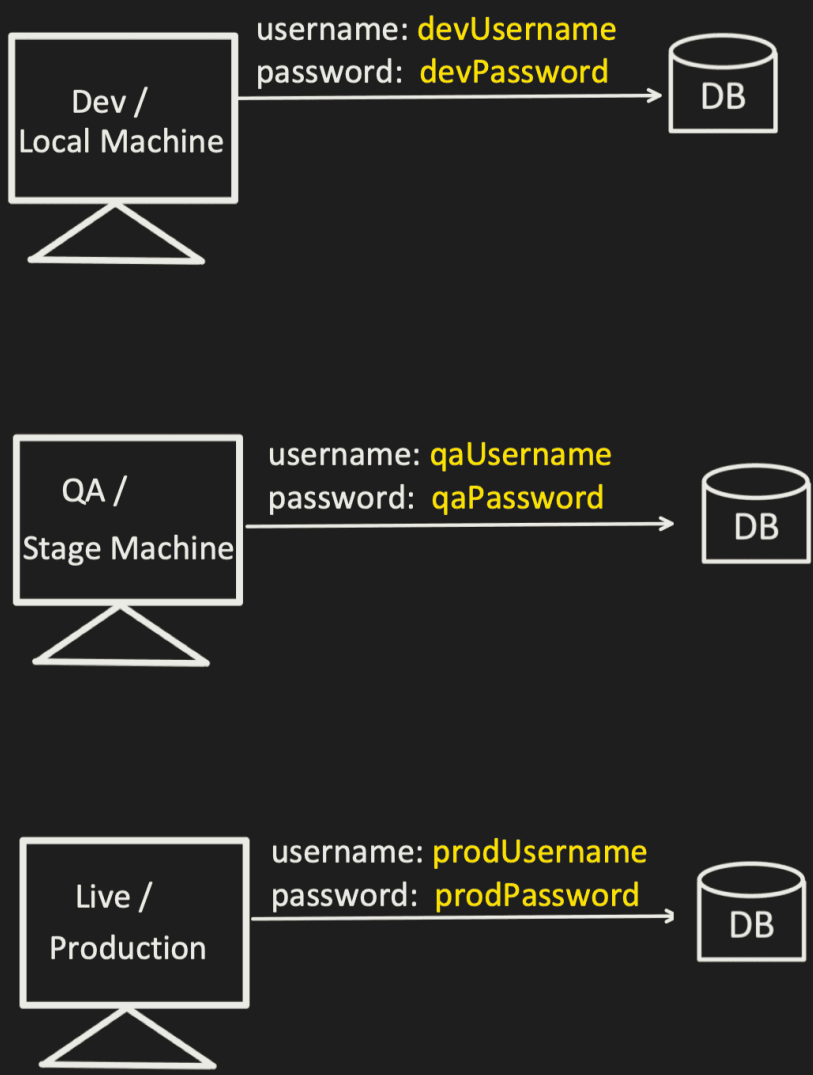 username: devUsername
password: devPassword
Dev /
Local Machine
DB
username: qaUsername
password: qaPassword
QA /
Stage Machine
DB
username: prodUsername
password: prodPassword
Live /
Production
DB